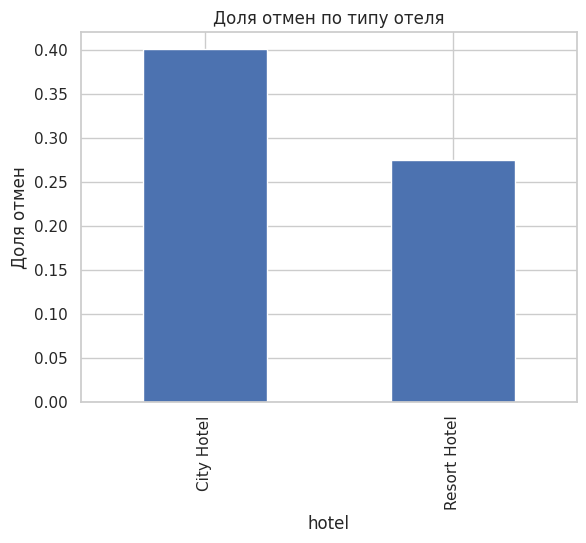 Доля отмен по типу отеля
0.40
0.35
0.30
0.25
0.20
0.15
0.10
0.05
0.00
Доля отмен
City Hotel
Resort Hotel
hotel